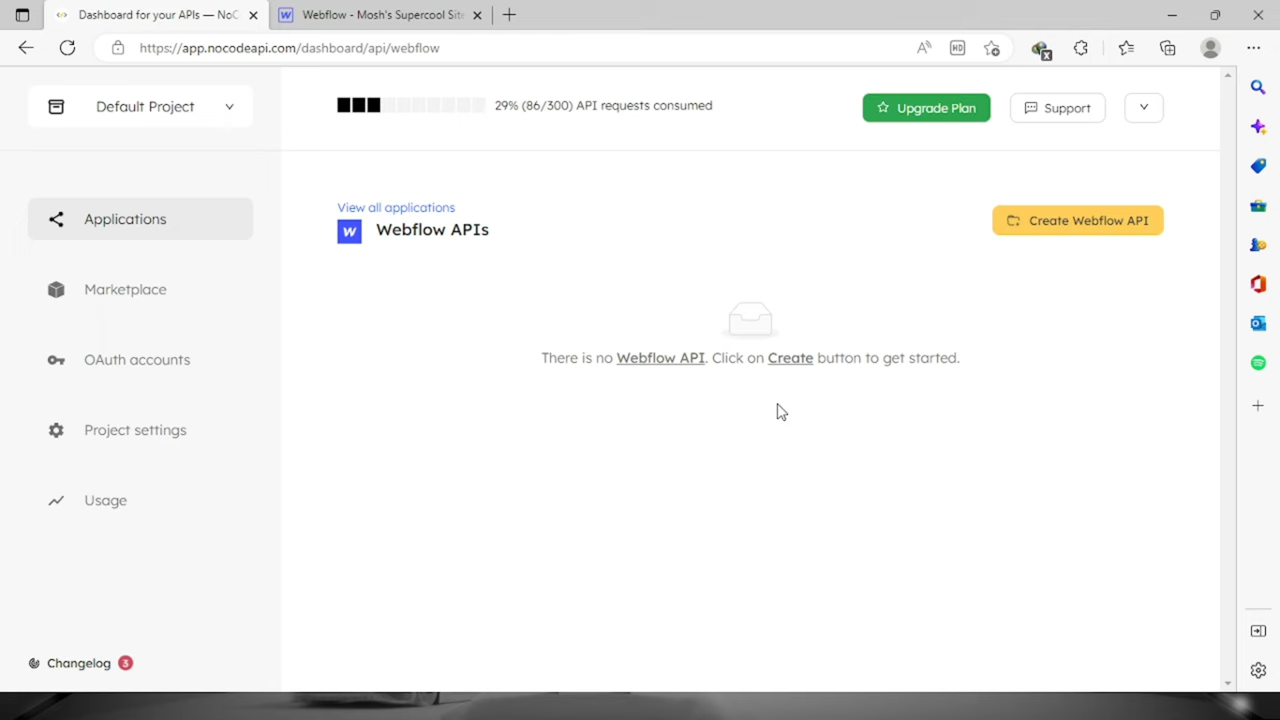 Dashboard for your APIs — NoC
Webflow - Mosh's Supercool Site
https://app.nocodeapi.com/dashboard/api/webflow
Default Project
29% (86/300) API requests consumed
Upgrade Plan
Support
Applications
View all applications
Webflow APIs
Create Webflow API
Marketplace
There is no Webflow API. Click on Create button to get started.
OAuth accounts
Project settings
Usage
Changelog 3